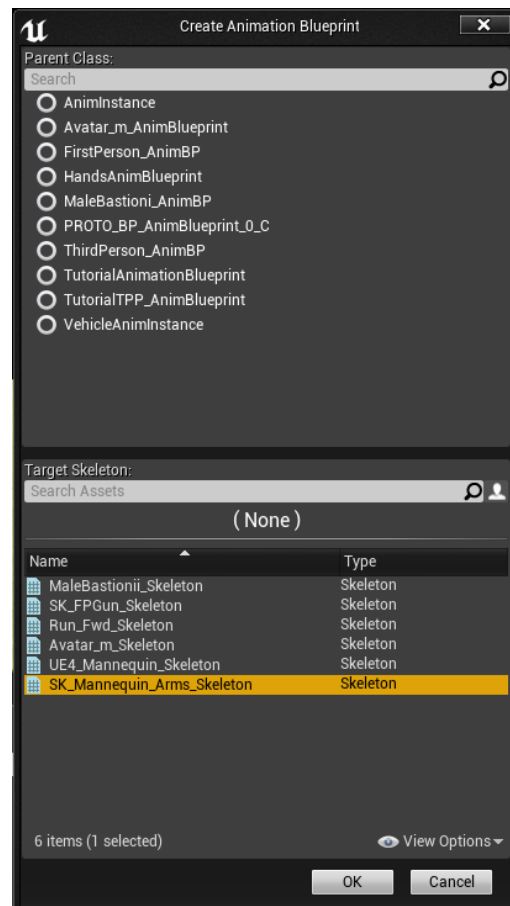 Create Animation Blueprint
Parent Class:
Search
AnimInstance
Avatar_m_AnimBlueprint
FirstPerson_AnimBP
HandsAnimBlueprint
MaleBastioni_AnimBP
PROTO_BP_AnimBlueprint_0_C
ThirdPerson_AnimBP
TutorialAnimationBlueprint
TutorialTPP_AnimBlueprint
VehicleAnimInstance
Target Skeleton:
Search Assets
( None )
Name Type
MaleBastionii_Skeleton Skeleton
SK_FPGun_Skeleton Skeleton
Run_Fwd_Skeleton Skeleton
Avatar_m_Skeleton Skeleton
UE4_Mannequin_Skeleton Skeleton
SK_Mannequin_Arms_Skeleton Skeleton
6 items (1 selected) View Options
OK Cancel